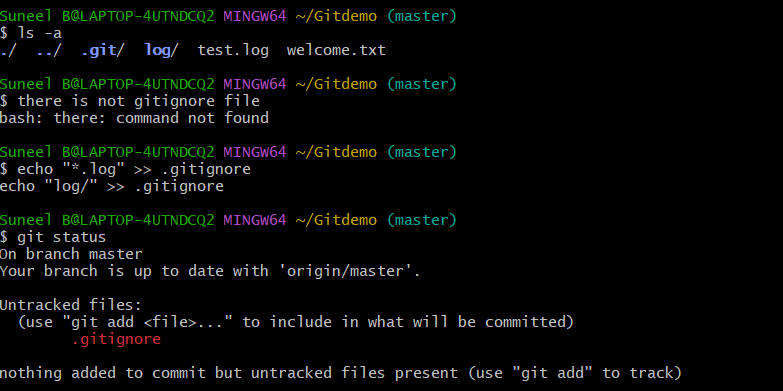 Suneel B@LAPTOP-4UTNDCQ2 MINGW64 ~/Gitdemo (master)
$ ls -a
./  ../  .git/  log/  test.log  welcome.txt
Suneel B@LAPTOP-4UTNDCQ2 MINGW64 ~/Gitdemo (master)
$ there is not gitignore file
bash: there: command not found
Suneel B@LAPTOP-4UTNDCQ2 MINGW64 ~/Gitdemo (master)
$ echo "*.log" >> .gitignore
echo "log/" >> .gitignore
Suneel B@LAPTOP-4UTNDCQ2 MINGW64 ~/Gitdemo (master)
$ git status
On branch master
Your branch is up to date with 'origin/master'.
Untracked files:
  (use "git add <file>..." to include in what will be committed)
        .gitignore
nothing added to commit but untracked files present (use "git add" to track)